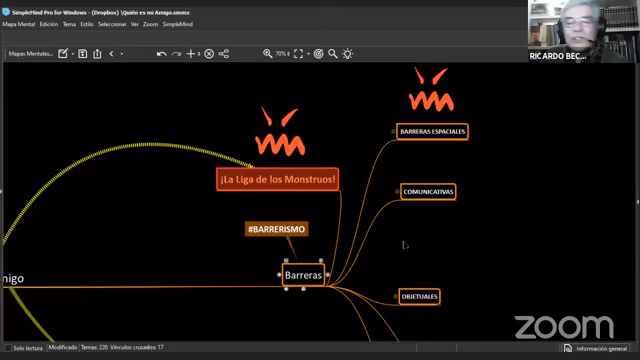 SimpleMind Pro for Windows - (Dropbox) \Quién es mi Amigo.smmx
Mapa Mental Edición Tema Estilo Seleccionar Ver Zoom SimpleMind
Mapas Mentales... 70%
RICARDO BEC...
BARRERAS ESPACIALES
¡La Liga de los Monstruos!
COMUNICATIVAS
#BARRERISMO
migo
Barreras
OBJETUALES
zoom
Solo lectura Modificado Temas: 220 Vínculos cruzados: 17 Información general